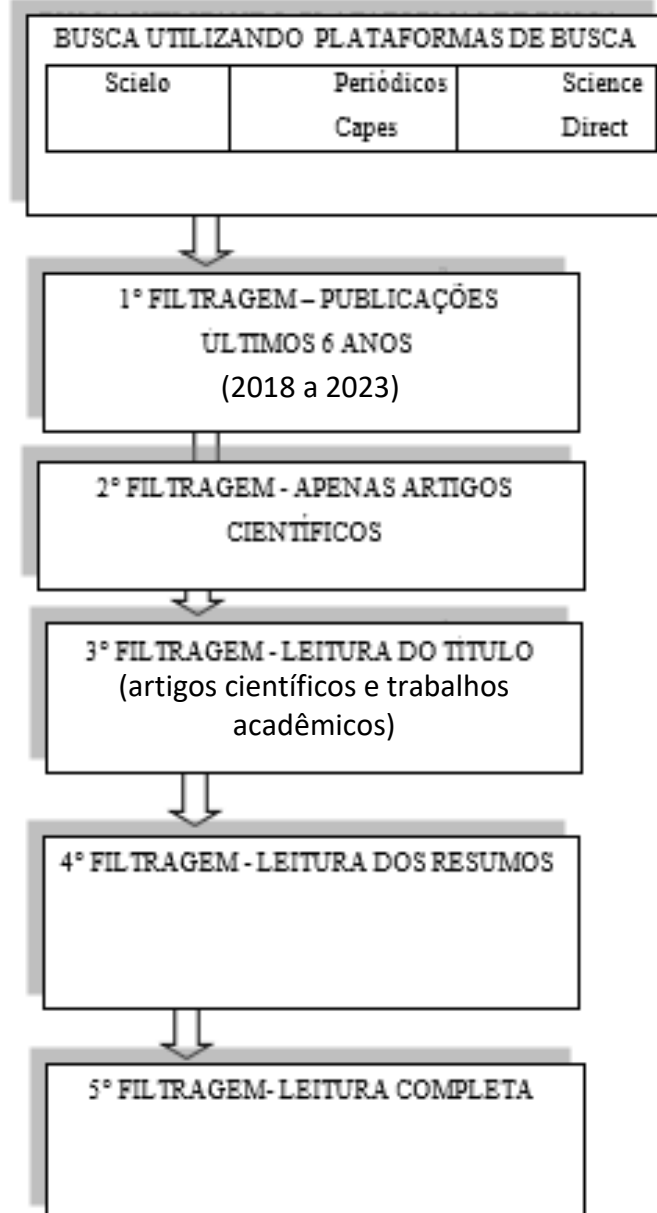 BUSCA UTILIZANDO PLATAFORMAS DE BUSCA
Scielo Periódicos Science
Capes Direct
1° FILTRAGEM – PUBLICAÇÕES
ÚLTIMOS 6 ANOS
(2018 a 2023)
2° FILTRAGEM - APENAS ARTIGOS
CIENTÍFICOS
3° FILTRAGEM - LEITURA DO TÍTULO
(artigos científicos e trabalhos
acadêmicos)
4° FILTRAGEM - LEITURA DOS RESUMOS
5° FILTRAGEM- LEITURA COMPLETA